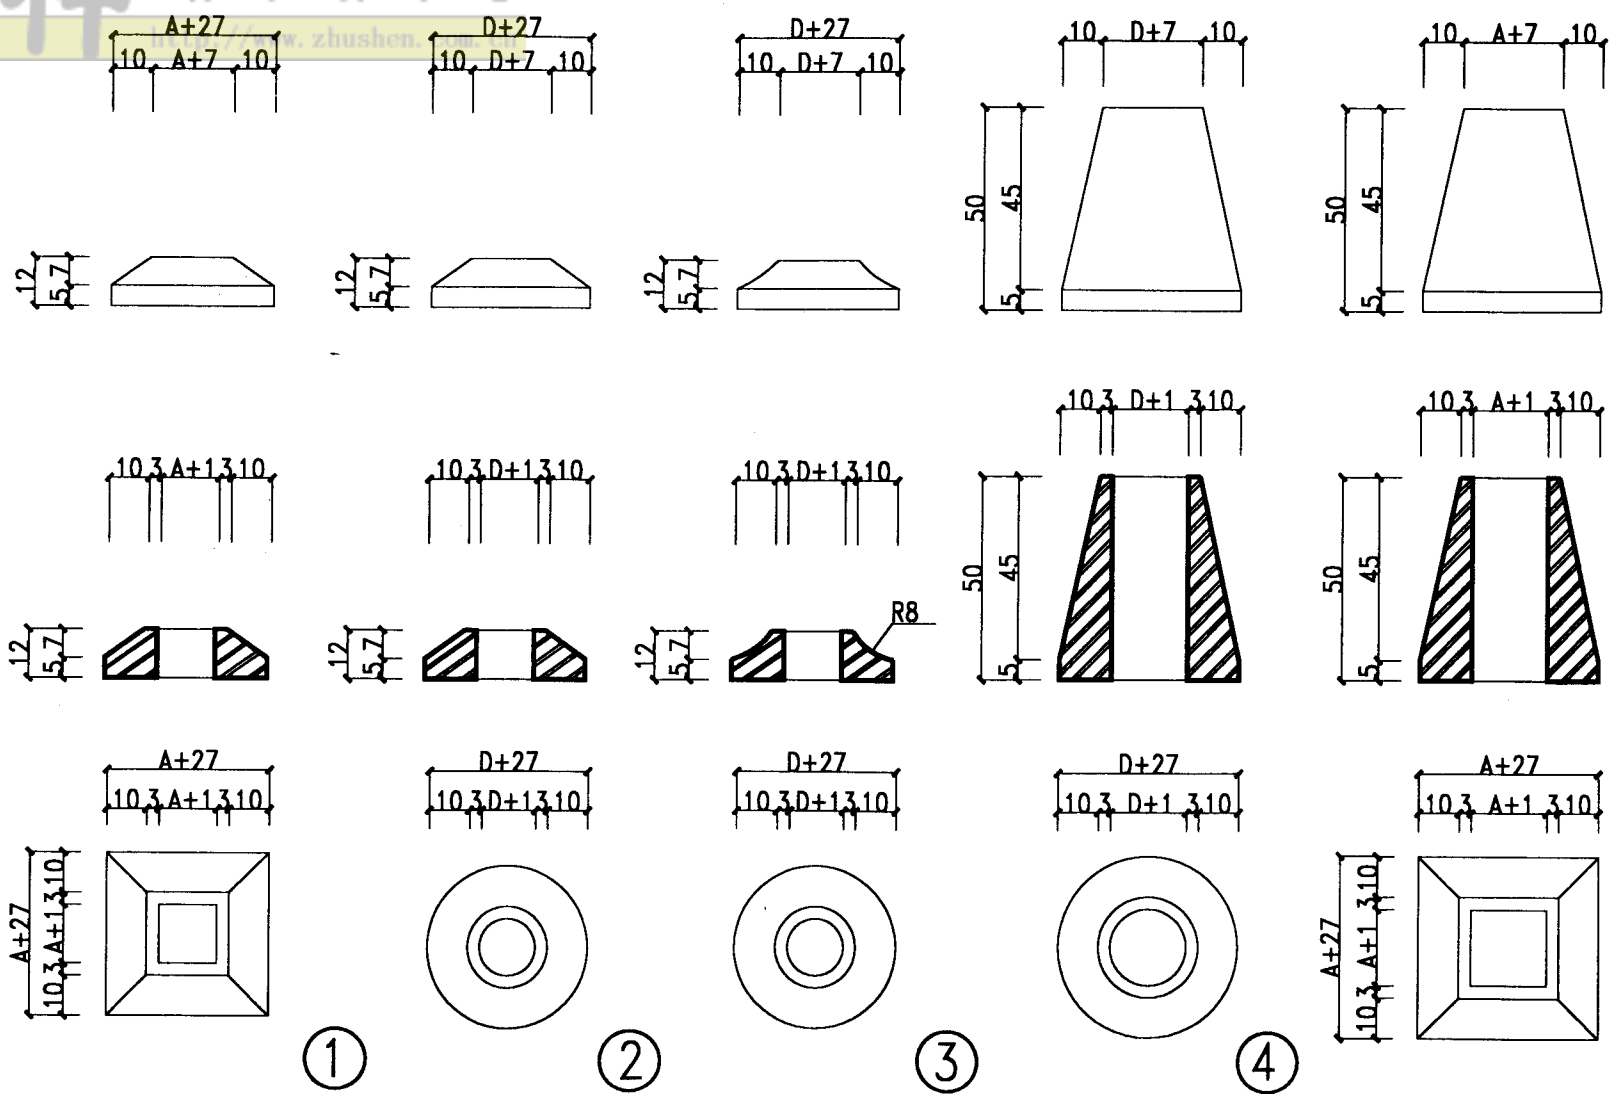 http://www.zhushen.com.cn
A+27 D+27 D+27
10 A+7 10 10 D+7 10 10 D+7 10 10 D+7 10 10 A+7 10
50 45 5 50 45 5
12 5 7 12 5 7 12 5 7
10 3 D+1 3 10 10 3 A+1 3 10
10 3 A+1 3 10 10 3 D+1 3 10 10 3 D+1 3 10
50 45 5 50 45 5
R8
12 5 7 12 5 7 12 5 7
A+27 D+27 D+27 D+27 A+27
10 3 A+1 3 10 10 3 D+1 3 10 10 3 D+1 3 10 10 3 D+1 3 10 10 3 A+1 3 10
A+27
10 3 A+1 3 10
A+27
10 3 A+1 3 10
1 2 3 4